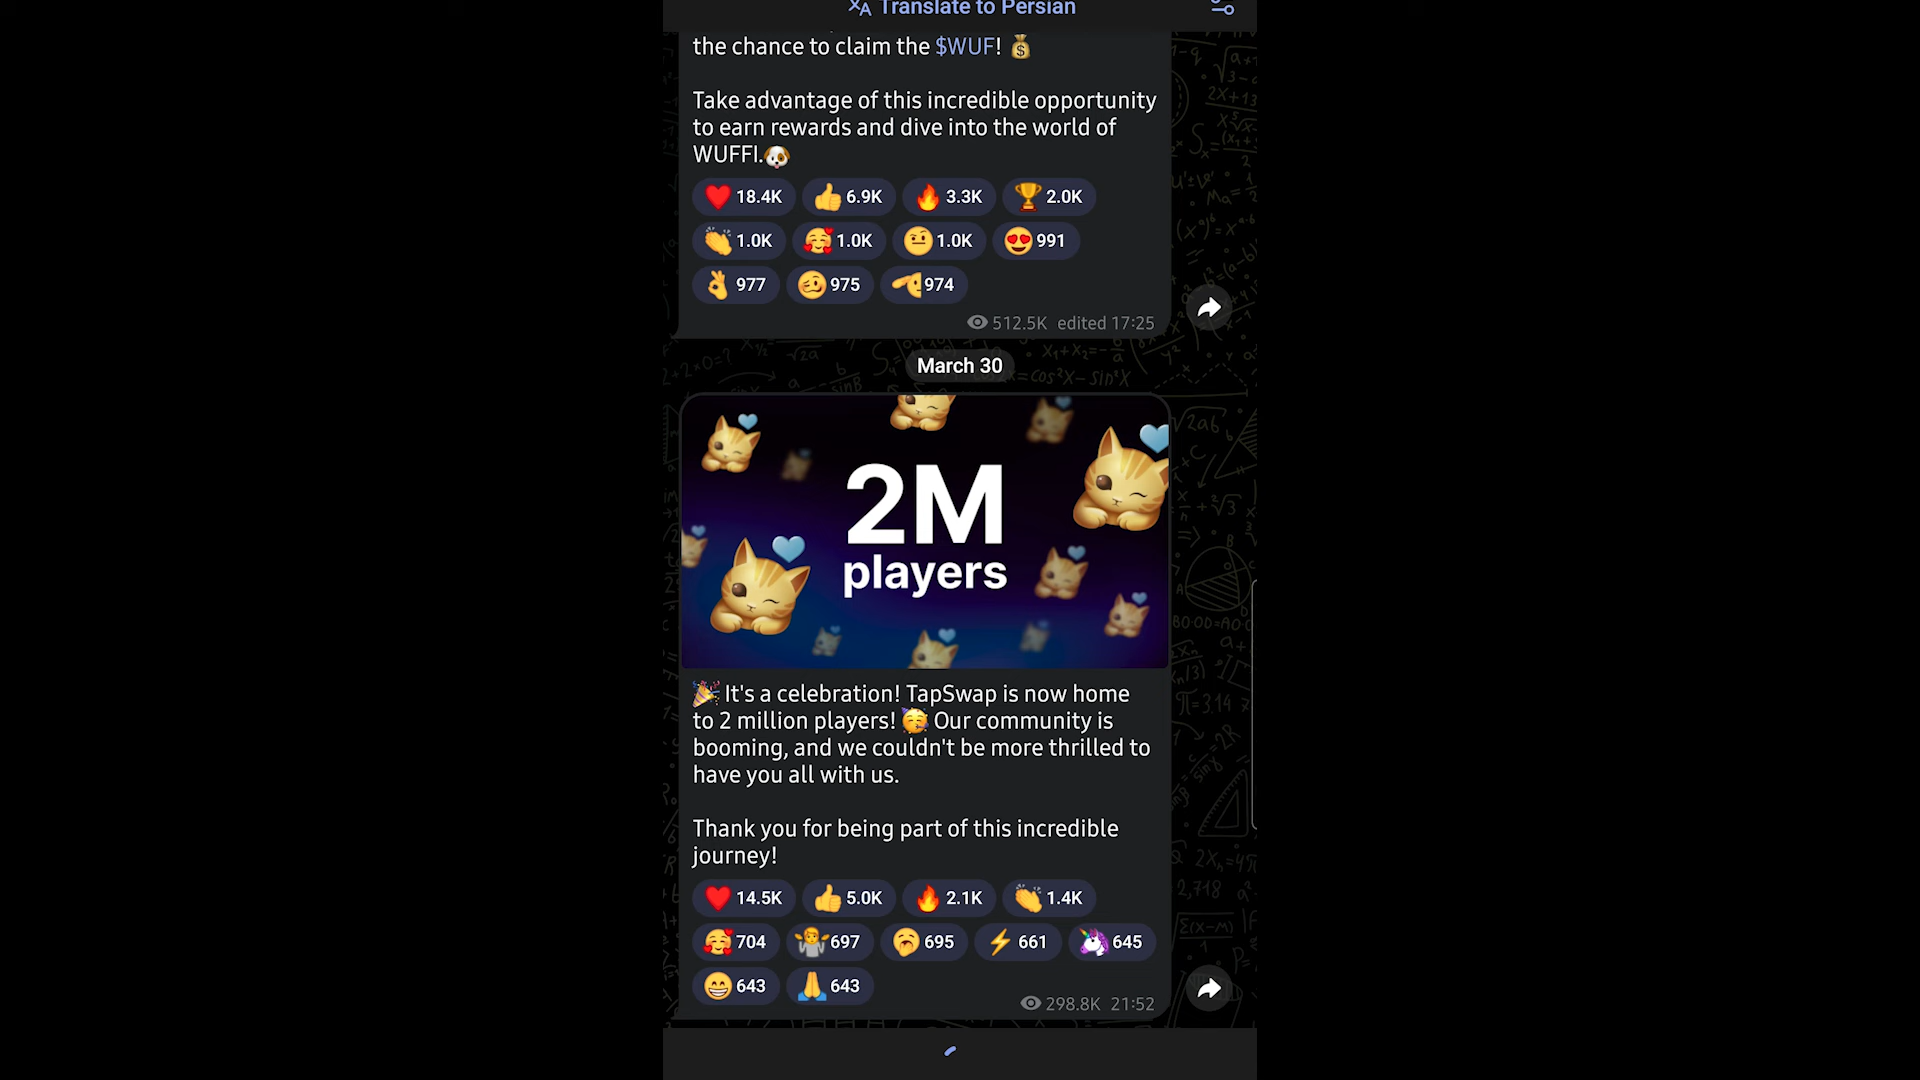 Translate to Persian
the chance to claim the $WUF! 💰
Take advantage of this incredible opportunity
to earn rewards and dive into the world of
WUFFI.🐶
❤️ 18.4K 👍 6.9K 🔥 3.3K 🏆 2.0K
👏 1.0K 🥰 1.0K 🤨 1.0K 😍 991
👌 977 🥴 975 🫡 974
512.5K edited 17:25
March 30
2M
players
🎉 It's a celebration! TapSwap is now home
to 2 million players! 🥳 Our community is
booming, and we couldn't be more thrilled to
have you all with us.
Thank you for being part of this incredible
journey!
❤️ 14.5K 👍 5.0K 🔥 2.1K 👏 1.4K
🥰 704 🤷‍♂️ 697 🥱 695 ⚡ 661 🦄 645
😁 643 🙏 643
298.8K 21:52